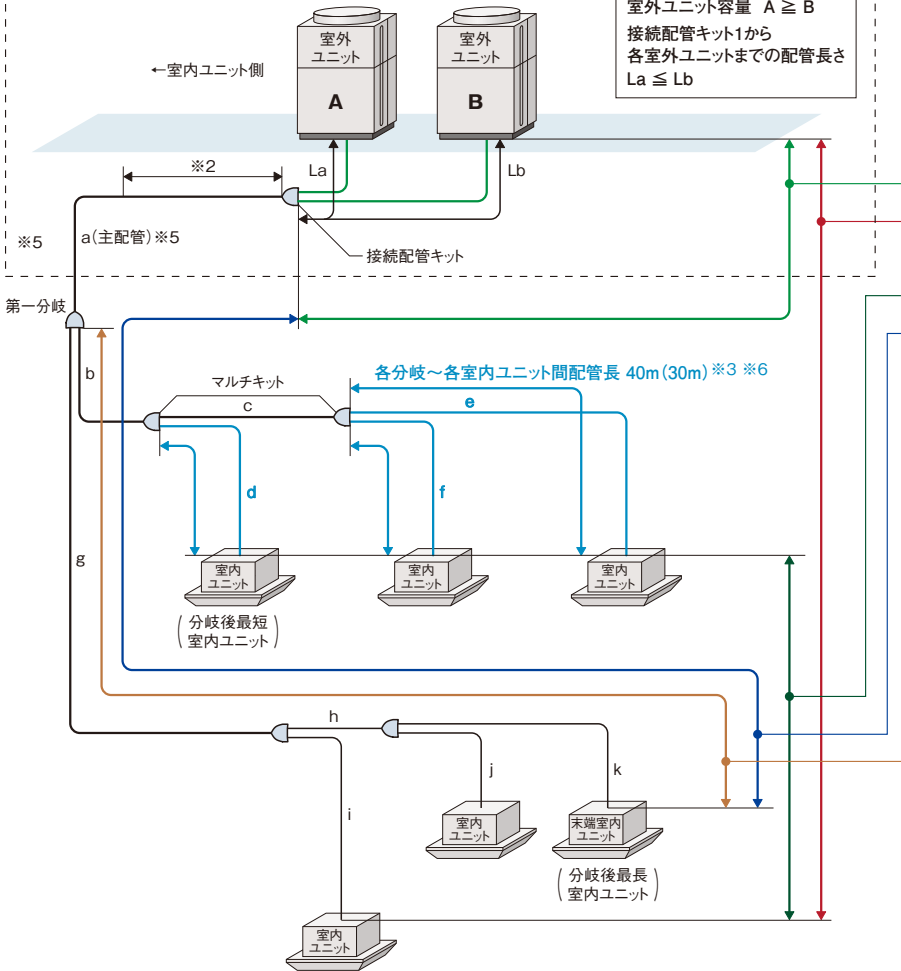 室外ユニット容量 A ≧ B
接続配管キット1から
各室外ユニットまでの配管長さ
La ≦ Lb
室外
ユニット
A
室外
ユニット
B
←室内ユニット側
※2
La
Lb
※5
a(主配管)※5
接続配管キット
第一分岐
b
マルチキット
c
各分岐～各室内ユニット間配管長 40m(30m)※3 ※6
e
d
f
g
室内
ユニット
室内
ユニット
室内
ユニット
(分岐後最短
室内ユニット)
h
i
j
k
室内
ユニット
末端室内
ユニット
(分岐後最長
室内ユニット)
室内
ユニット